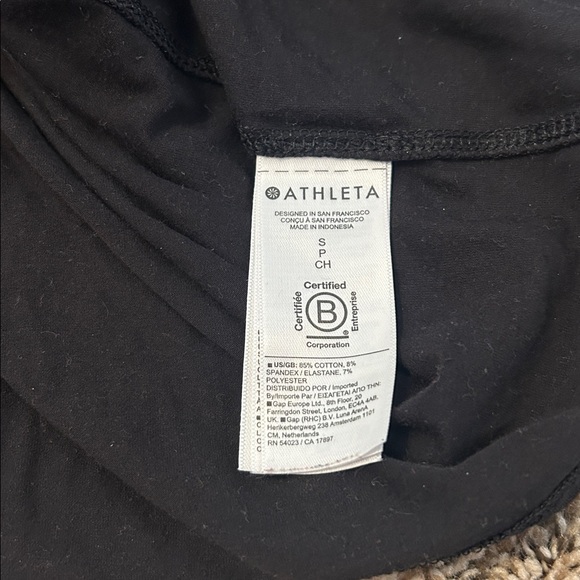 ATHLETA
DESIGNED IN SAN FRANCISCO
CONÇU À SAN FRANCISCO
MADE IN INDONESIA
S
P
CH
Certified
Certifiée
B
®
Entreprise
Corporation
■ US/GB: 85% COTTON, 8%
SPANDEX / ELASTANE, 7%
POLYESTER
DISTRIBUIDO POR / Imported
By/Importe Par / ΕΙΣΑΓΕΤΑΙ ΑΠΟ ΤΗΝ:
■ Gap Europe Ltd., 8th Floor, 20
Farringdon Street, London, EC4A 4AB,
UK. ■ Gap (RHC) B.V. Luna ArenA
Herikerbergweg 238 Amsterdam 1101
CM, Netherlands
RN 54023 / CA 17897